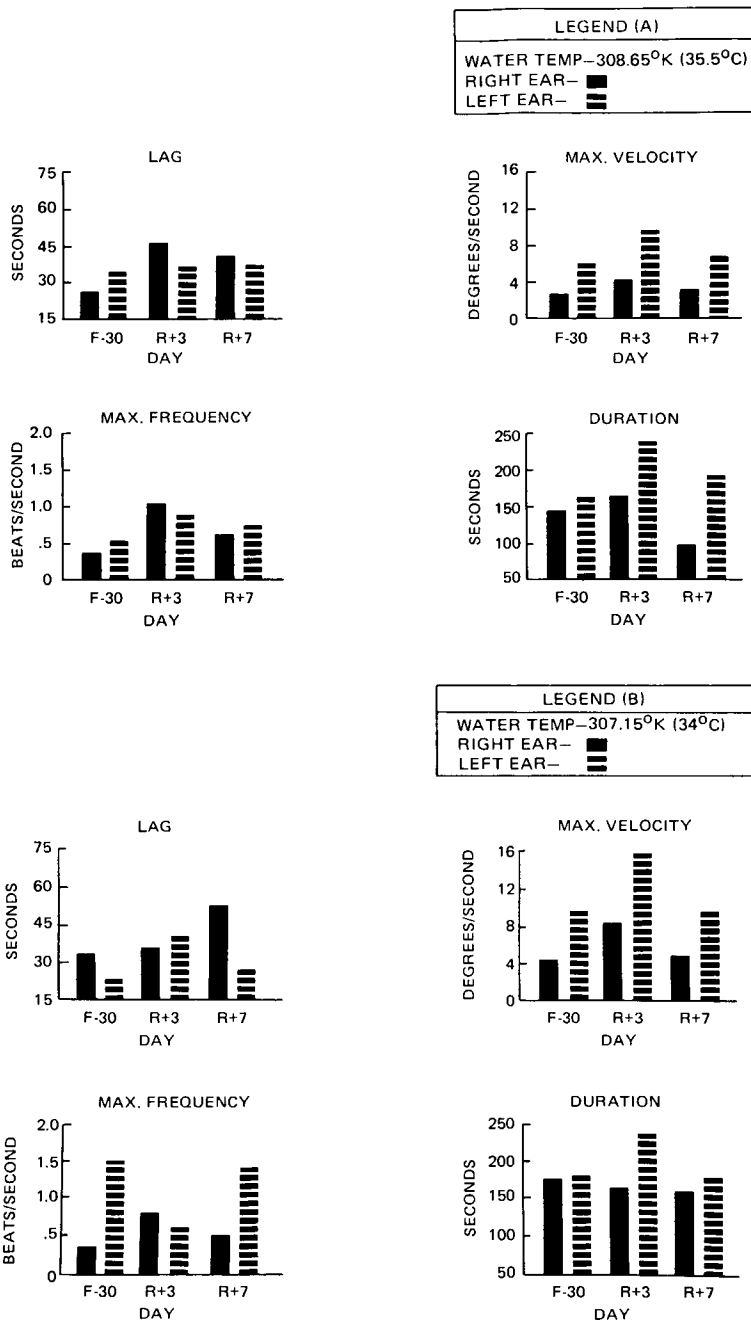 LEGEND (A)
WATER TEMP–308.65°K (35.5°C)
RIGHT EAR–
LEFT EAR–
LAG
75
60
45
30
15
SECONDS
F-30 R+3 R+7
DAY
MAX. VELOCITY
16
12
8
4
0
DEGREES/SECOND
F-30 R+3 R+7
DAY
MAX. FREQUENCY
2.0
1.5
1.0
.5
0
BEATS/SECOND
F-30 R+3 R+7
DAY
DURATION
250
200
150
100
50
SECONDS
F-30 R+3 R+7
DAY
LEGEND (B)
WATER TEMP–307.15°K (34°C)
RIGHT EAR–
LEFT EAR–
LAG
75
60
45
30
15
SECONDS
F-30 R+3 R+7
DAY
MAX. VELOCITY
16
12
8
4
0
DEGREES/SECOND
F-30 R+3 R+7
DAY
MAX. FREQUENCY
2.0
1.5
1.0
.5
0
BEATS/SECOND
F-30 R+3 R+7
DAY
DURATION
250
200
150
100
50
SECONDS
F-30 R+3 R+7
DAY